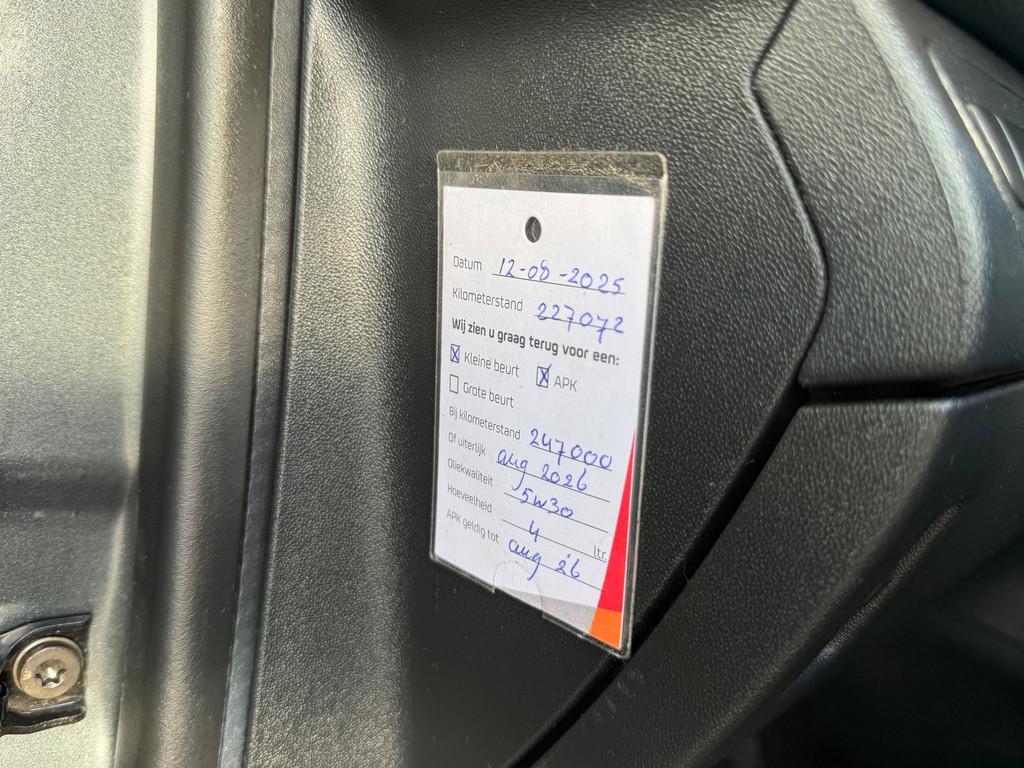 Datum 12-08-2025
Kilometerstand 227072
Wij zien u graag terug voor een:
Kleine beurt APK
Grote beurt
Bij kilometerstand 247000
Of uiterlijk aug 2026
Oliekwaliteit 5w30
Hoeveelheid 4 ltr.
APK geldig tot aug '26